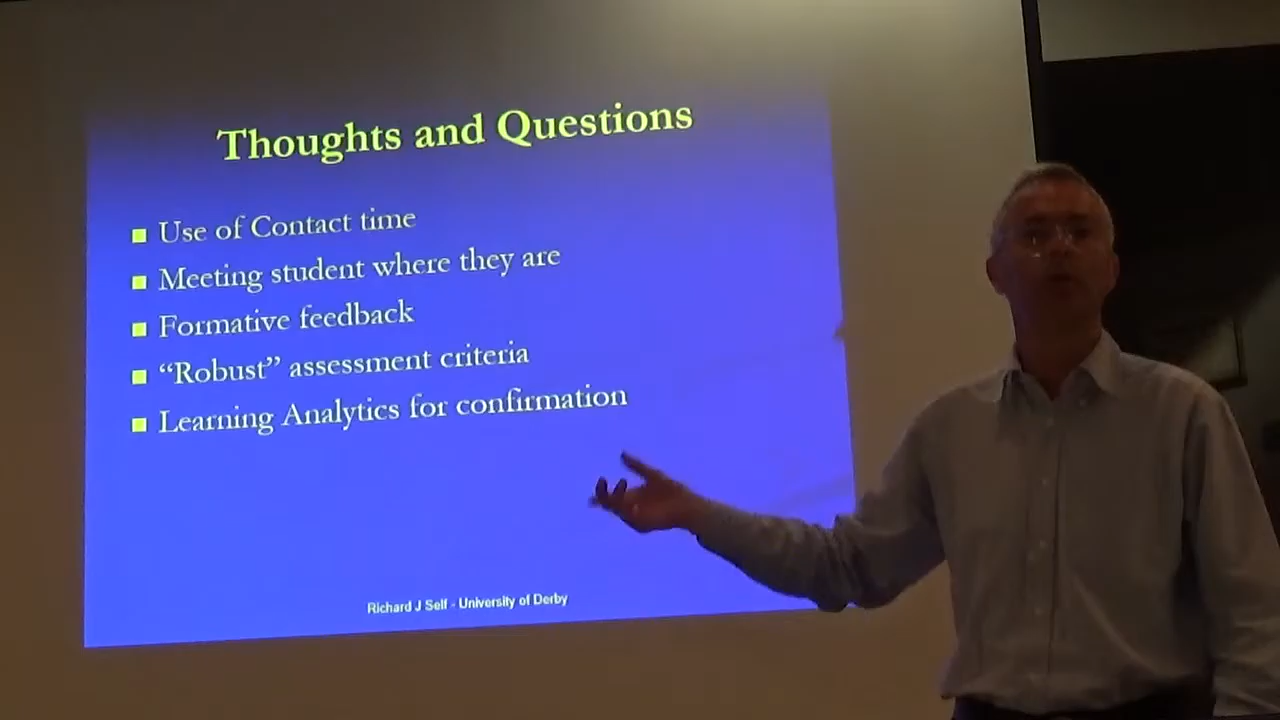 Thoughts and Questions
Use of Contact time
Meeting student where they are
Formative feedback
“Robust” assessment criteria
Learning Analytics for confirmation
Richard J Self - University of Derby